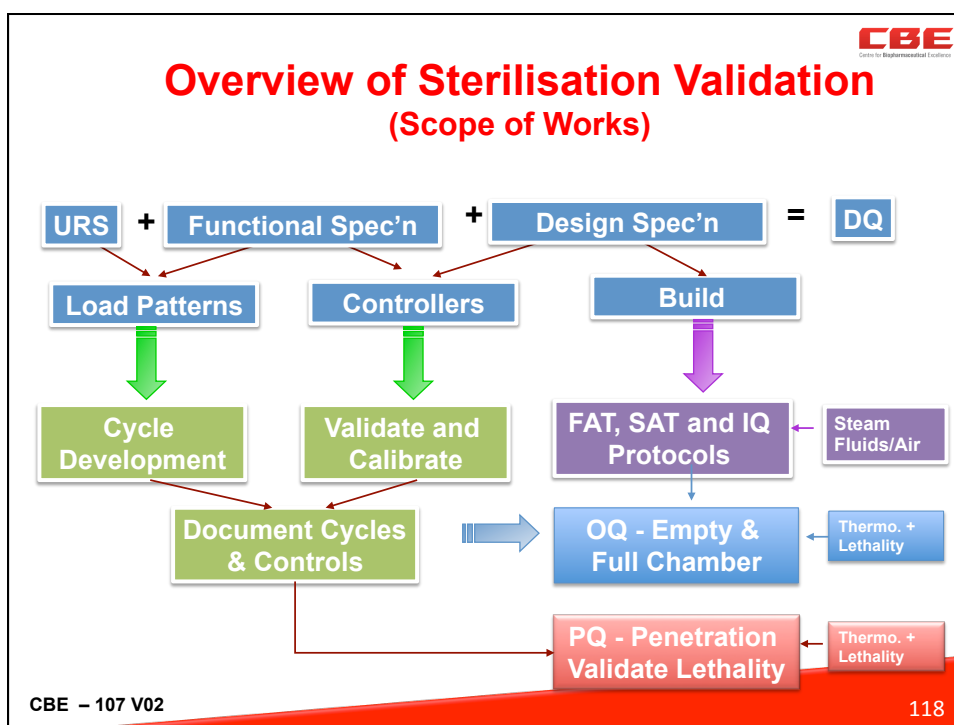 CBE
Centre for Biopharmaceutical Excellence
Overview of Sterilisation Validation
(Scope of Works)
URS + Functional Spec’n + Design Spec’n = DQ
Load Patterns
Controllers
Build
Cycle
Development
Validate and
Calibrate
FAT, SAT and IQ
Protocols
Steam
Fluids/Air
Document Cycles
& Controls
OQ - Empty &
Full Chamber
Thermo. +
Lethality
PQ - Penetration
Validate Lethality
Thermo. +
Lethality
CBE – 107 V02
118